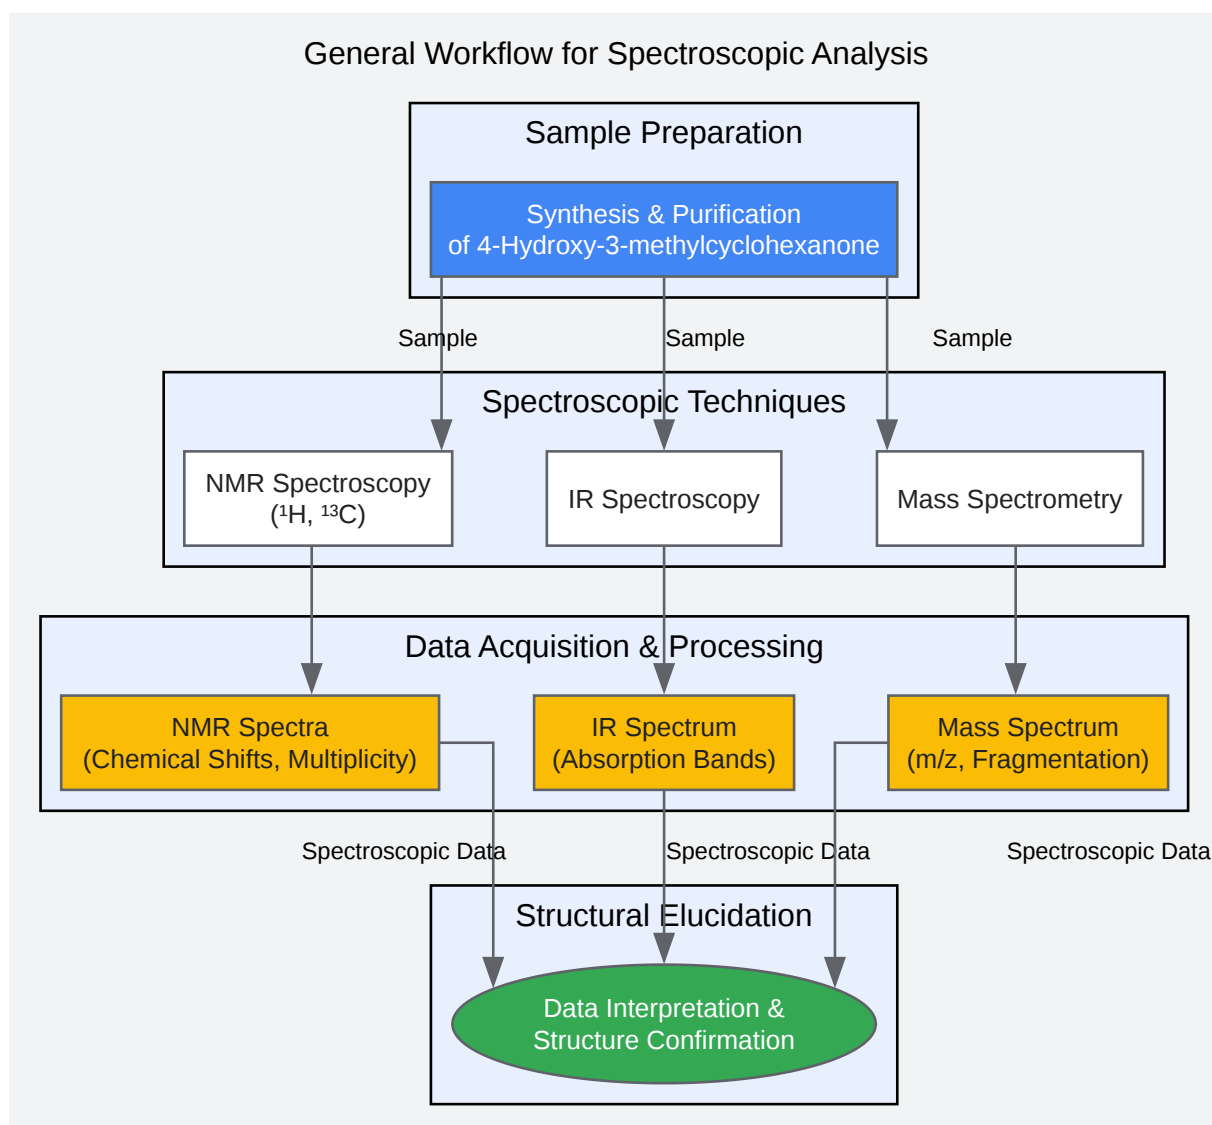 General Workflow for Spectroscopic Analysis
Sample Preparation
Synthesis & Purification
of 4-Hydroxy-3-methylcyclohexanone
Sample
Sample
Sample
Spectroscopic Techniques
NMR Spectroscopy
(¹H, ¹³C)
IR Spectroscopy
Mass Spectrometry
Data Acquisition & Processing
NMR Spectra
(Chemical Shifts, Multiplicity)
IR Spectrum
(Absorption Bands)
Mass Spectrum
(m/z, Fragmentation)
Spectroscopic Data
Spectroscopic Data
Spectroscopic Data
Structural Elucidation
Data Interpretation &
Structure Confirmation